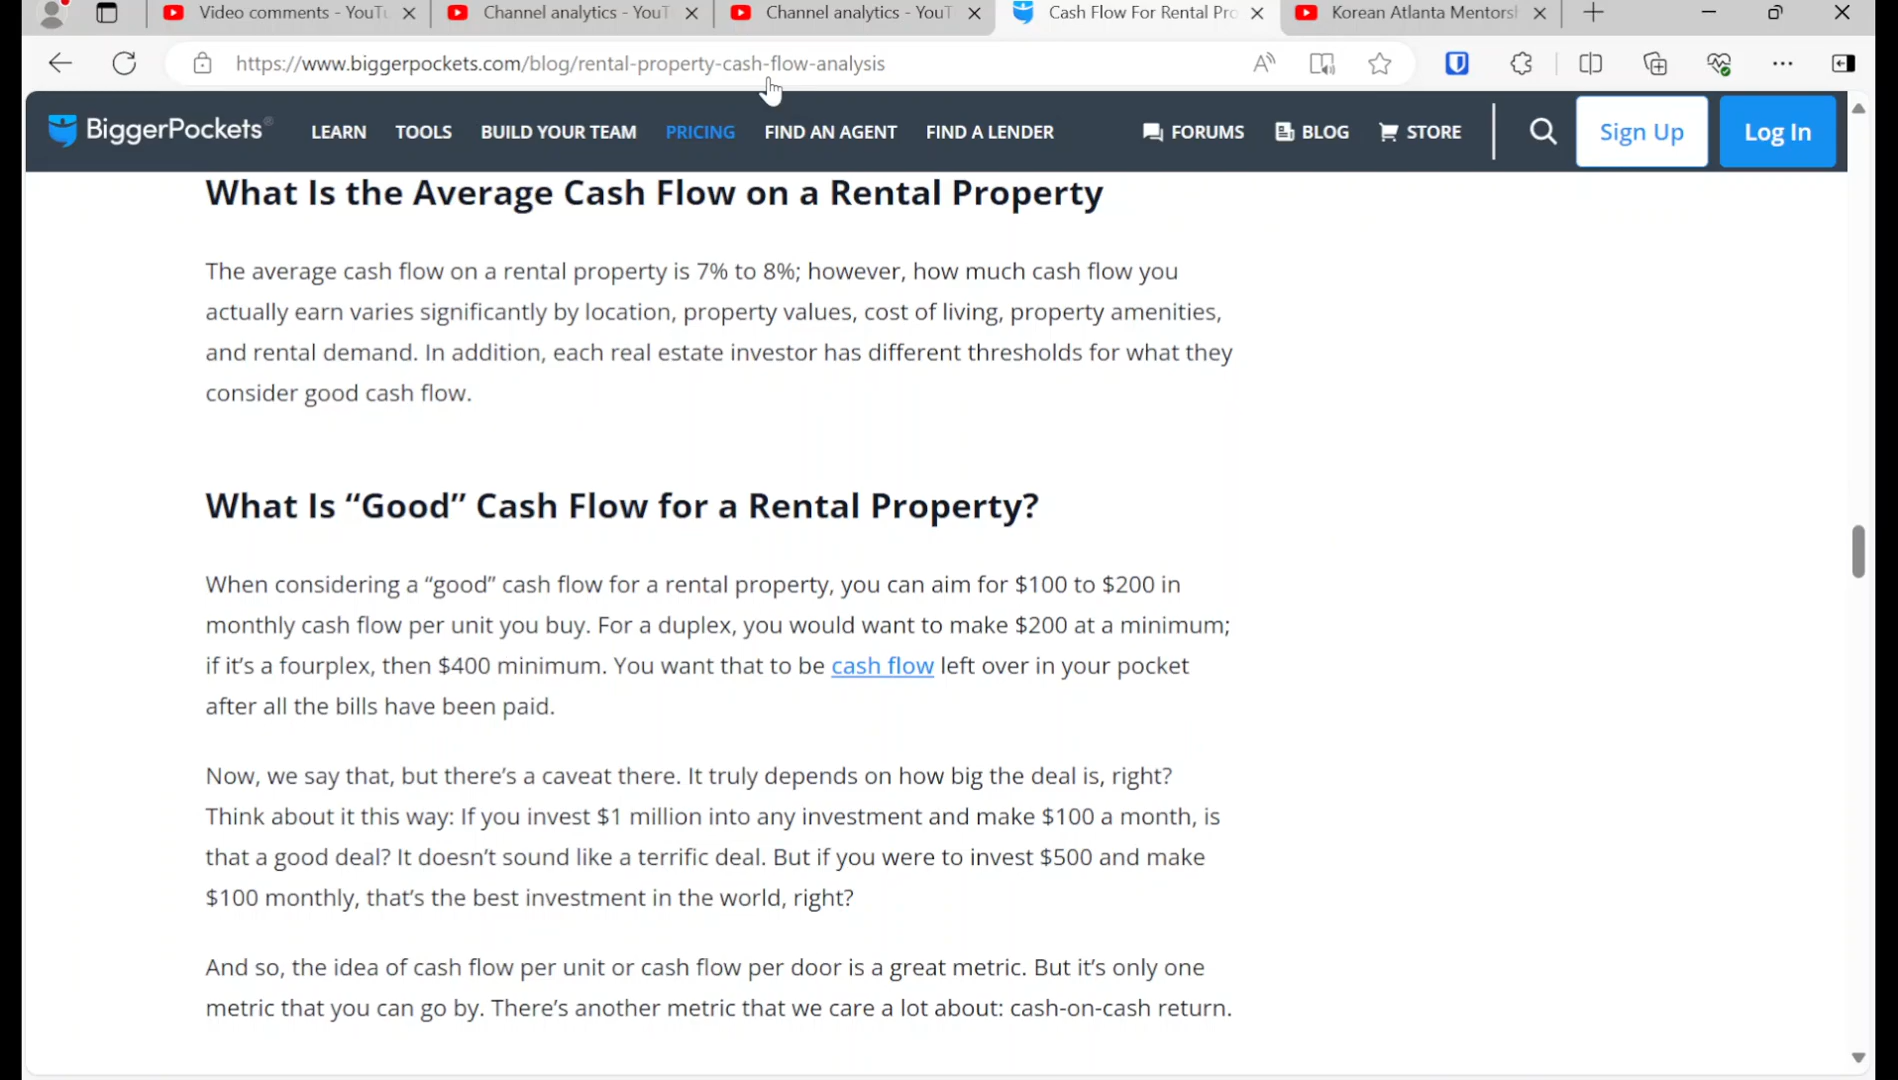 Video comments - YouTu
Channel analytics - YouT
Channel analytics - YouT
Cash Flow For Rental Pro
Korean Atlanta Mentorsh
https://www.biggerpockets.com/blog/rental-property-cash-flow-analysis
BiggerPockets®
LEARN
TOOLS
BUILD YOUR TEAM
PRICING
FIND AN AGENT
FIND A LENDER
FORUMS
BLOG
STORE
Sign Up
Log In
What Is the Average Cash Flow on a Rental Property
The average cash flow on a rental property is 7% to 8%; however, how much cash flow you
actually earn varies significantly by location, property values, cost of living, property amenities,
and rental demand. In addition, each real estate investor has different thresholds for what they
consider good cash flow.
What Is “Good” Cash Flow for a Rental Property?
When considering a “good” cash flow for a rental property, you can aim for $100 to $200 in
monthly cash flow per unit you buy. For a duplex, you would want to make $200 at a minimum;
if it’s a fourplex, then $400 minimum. You want that to be cash flow left over in your pocket
after all the bills have been paid.
Now, we say that, but there’s a caveat there. It truly depends on how big the deal is, right?
Think about it this way: If you invest $1 million into any investment and make $100 a month, is
that a good deal? It doesn’t sound like a terrific deal. But if you were to invest $500 and make
$100 monthly, that’s the best investment in the world, right?
And so, the idea of cash flow per unit or cash flow per door is a great metric. But it’s only one
metric that you can go by. There’s another metric that we care a lot about: cash-on-cash return.